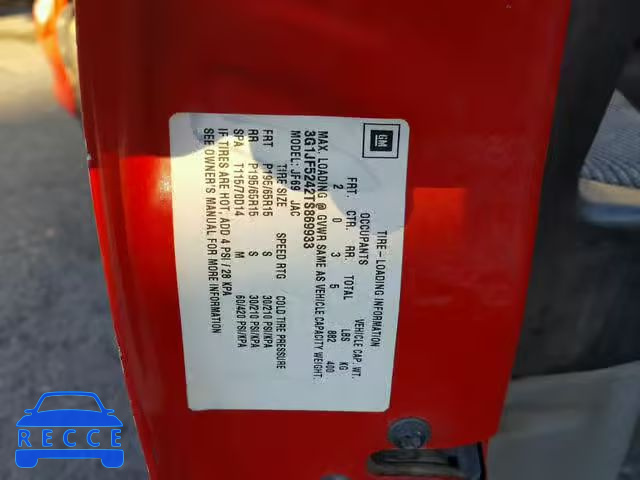 GM
TIRE-LOADING INFORMATION
OCCUPANTS VEHICLE CAP. WT.
FRT. CTR. RR. TOTAL LBS KG
2 0 3 5 882 400
MAX. LOADING @ GVWR SAME AS VEHICLE CAPACITY WEIGHT.
3G1JF5242TS869933
MODEL: JF69 JAC
TIRE SIZE SPEED RTG COLD TIRE PRESSURE
FRT P195/65R15 S 30/210 PSI/KPA
RR P195/65R15 S 30/210 PSI/KPA
SPA T115/70D14 M 60/420 PSI/KPA
IF TIRES ARE HOT, ADD 4 PSI / 28 KPA
SEE OWNER'S MANUAL FOR MORE INFORMATION
RECCE